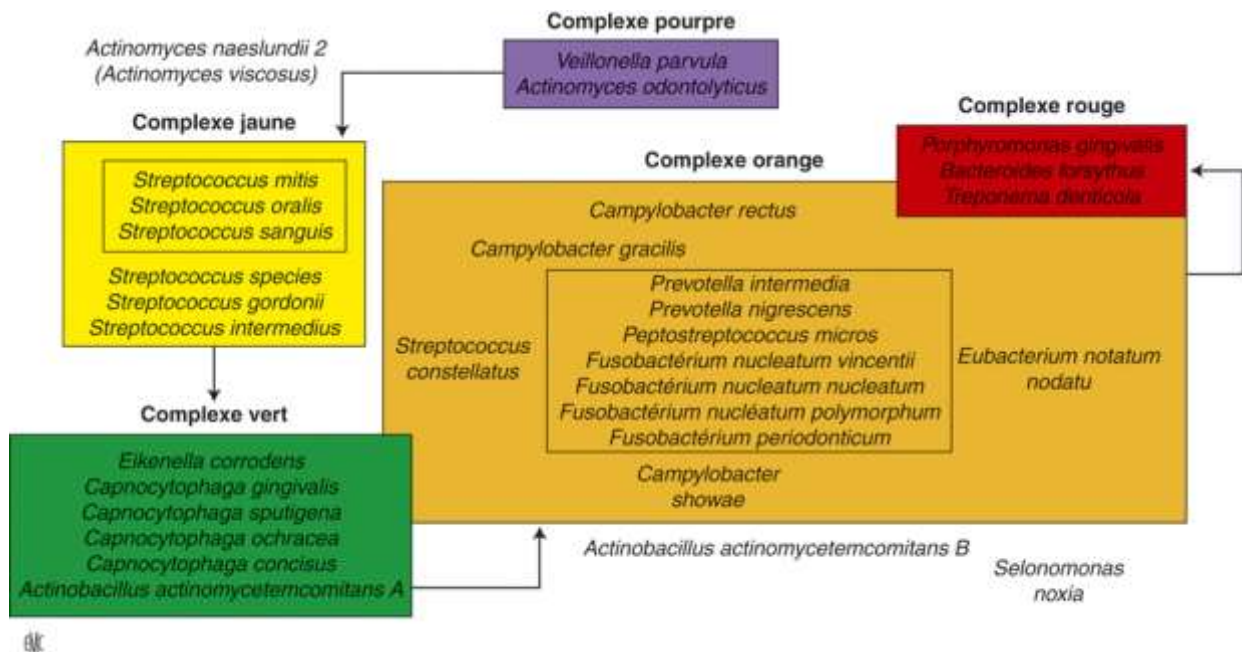 Complexe pourpre
Actinomyces naeslundii 2
(Actinomyces viscosus)
Veillonella parvula
Actinomyces odontolyticus
Complexe jaune
Streptococcus mitis
Streptococcus oralis
Streptococcus sanguis
Streptococcus species
Streptococcus gordonii
Streptococcus intermedius
Complexe rouge
Porphyromonas gingivalis
Bacteroides forsythus
Treponema denticola
Complexe orange
Campylobacter rectus
Campylobacter gracilis
Prevotella intermedia
Prevotella nigrescens
Peptostreptococcus micros
Fusobactérium nucleatum vincentii
Fusobactérium nucleatum nucleatum
Fusobactérium nucléatum polymorphum
Fusobactérium periodonticum
Streptococcus
constellatus
Eubacterium notatum
nodatu
Campylobacter
showae
Complexe vert
Eikenella corrodens
Capnocytophaga gingivalis
Capnocytophaga sputigena
Capnocytophaga ochracea
Capnocytophaga concisus
Actinobacillus actinomycetemcomitans A
Actinobacillus actinomycetemcomitans B
Selonomonas
noxia
EMC